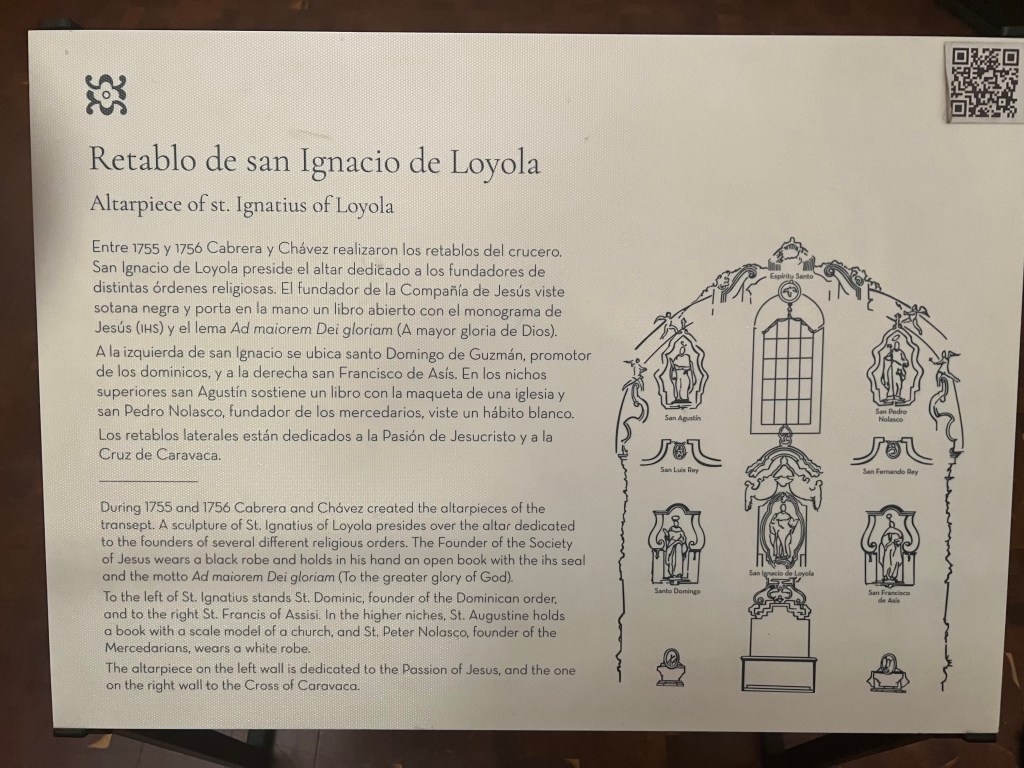 Retablo de san Ignacio de Loyola
Altarpiece of st. Ignatius of Loyola
Entre 1755 y 1756 Cabrera y Chávez realizaron los retablos del crucero.
San Ignacio de Loyola preside el altar dedicado a los fundadores de
distintas órdenes religiosas. El fundador de la Compañía de Jesús viste
sotana negra y porta en la mano un libro abierto con el monograma de
Jesús (IHS) y el lema Ad maiorem Dei gloriam (A mayor gloria de Dios).
A la izquierda de san Ignacio se ubica santo Domingo de Guzmán, promotor
de los dominicos, y a la derecha san Francisco de Asís. En los nichos
superiores san Agustín sostiene un libro con la maqueta de una iglesia y
san Pedro Nolasco, fundador de los mercedarios, viste un hábito blanco.
Los retablos laterales están dedicados a la Pasión de Jesucristo y a la
Cruz de Caravaca.
During 1755 and 1756 Cabrera and Chávez created the altarpieces of the
transept. A sculpture of St. Ignatius of Loyola presides over the altar dedicated
to the founders of several different religious orders. The Founder of the Society
of Jesus wears a black robe and holds in his hand an open book with the ihs seal
and the motto Ad maiorem Dei gloriam (To the greater glory of God).
To the left of St. Ignatius stands St. Dominic, founder of the Dominican order,
and to the right St. Francis of Assisi. In the higher niches, St. Augustine holds
a book with a scale model of a church, and St. Peter Nolasco, founder of the
Mercedarians, wears a white robe.
The altarpiece on the left wall is dedicated to the Passion of Jesus, and the one
on the right wall to the Cross of Caravaca.
Espíritu Santo
San Agustín
San Pedro
Nolasco
San Luis Rey
San Fernando Rey
San Ignacio de Loyola
Santo Domingo
San Francisco
de Asís